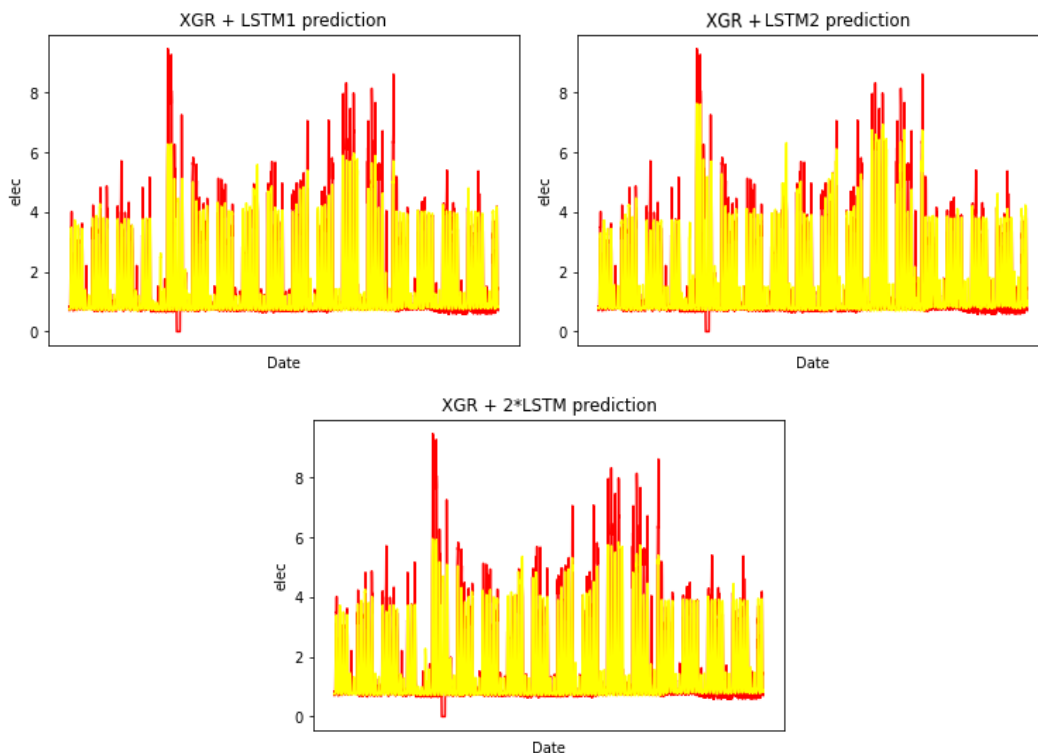 XGR + LSTM1 prediction
8
6
4
2
0
elec
Date
XGR + LSTM2 prediction
8
6
4
2
0
elec
Date
XGR + 2*LSTM prediction
8
6
4
2
0
elec
Date